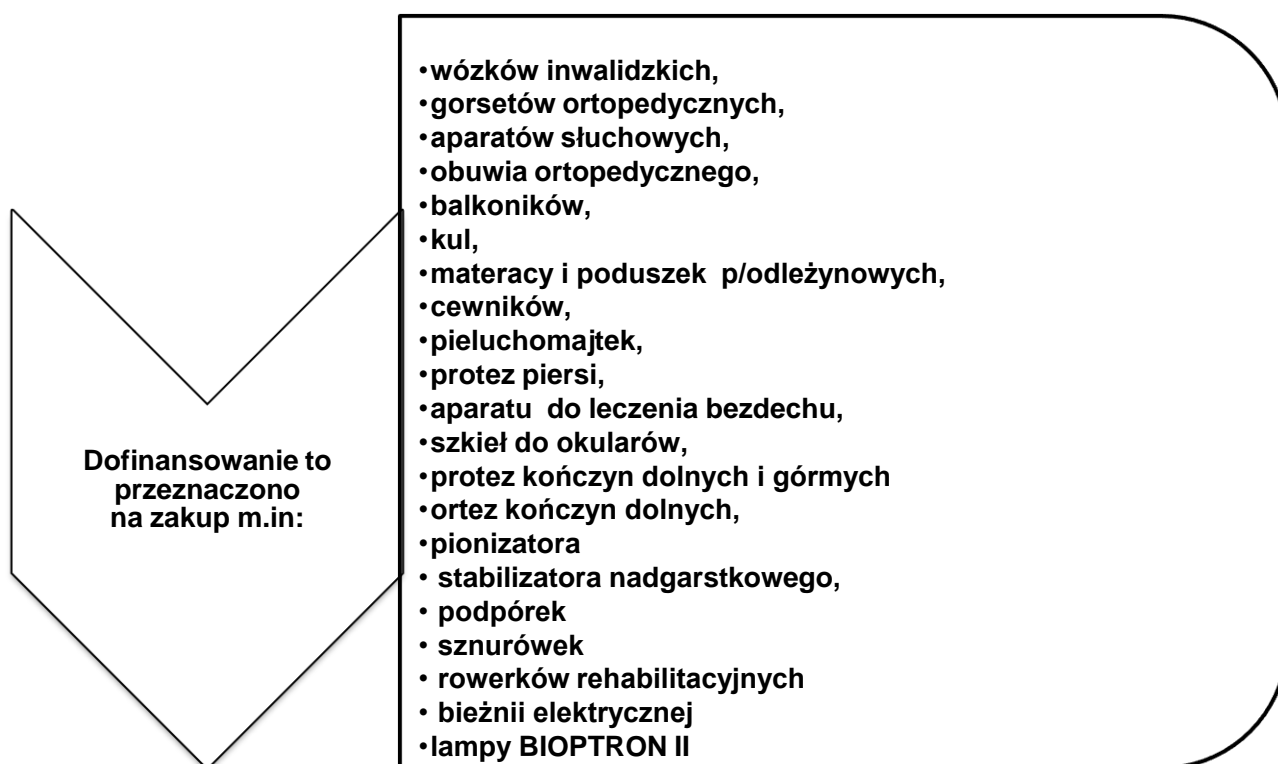 Dofinansowanie to
przeznaczono
na zakup m.in:
•wózków inwalidzkich,
•gorsetów ortopedycznych,
•aparatów słuchowych,
•obuwia ortopedycznego,
•balkoników,
•kul,
•materacy i poduszek p/odleżynowych,
•cewników,
•pieluchomajtek,
•protez piersi,
•aparatu do leczenia bezdechu,
•szkieł do okularów,
•protez kończyn dolnych i górmych
•ortez kończyn dolnych,
•pionizatora
• stabilizatora nadgarstkowego,
• podpórek
• sznurówek
• rowerków rehabilitacyjnych
• bieżnii elektrycznej
•lampy BIOPTRON II